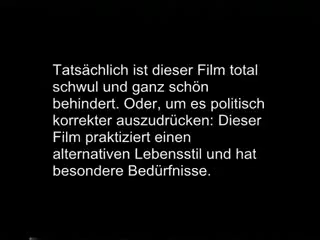 Tatsächlich ist dieser Film total
schwul und ganz schön
behindert. Oder, um es politisch
korrekter auszudrücken: Dieser
Film praktiziert einen
alternativen Lebensstil und hat
besondere Bedürfnisse.